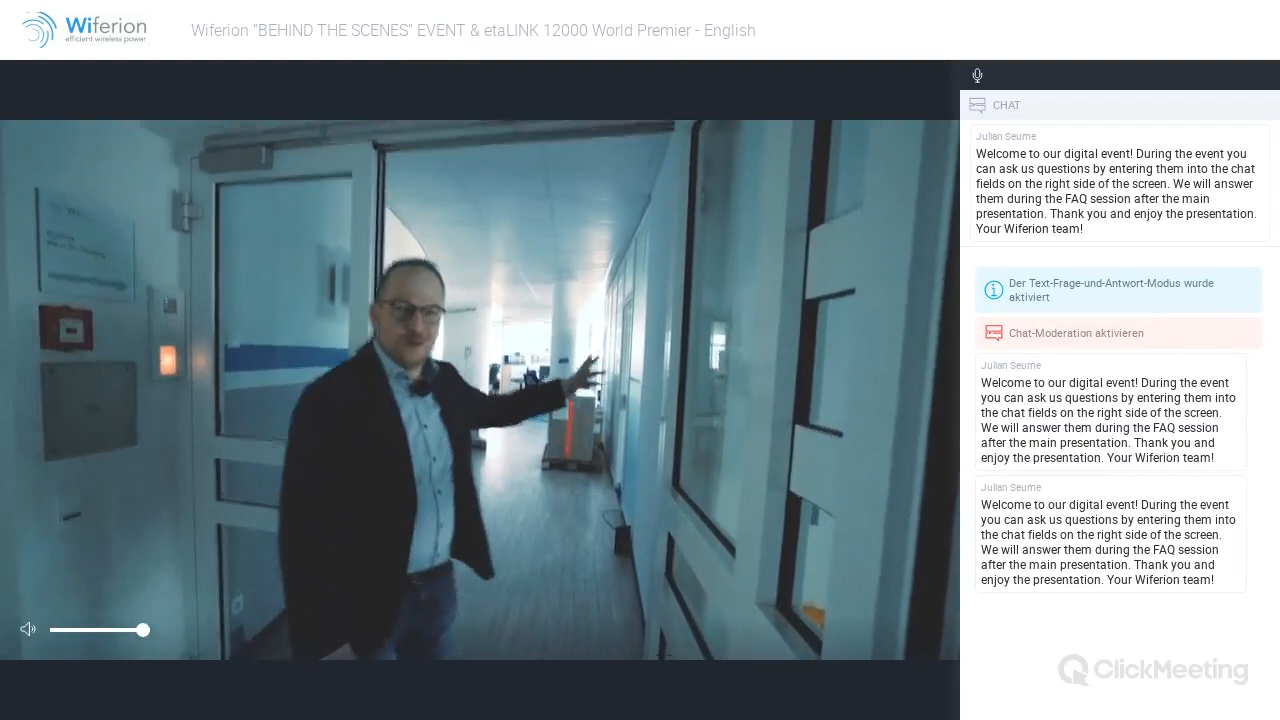 Wiferion
efficient wireless power
Wiferion “BEHIND THE SCENES” EVENT & etaLINK 12000 World Premier - English
CHAT
Julian Seume
Welcome to our digital event! During the event you
can ask us questions by entering them into the chat
fields on the right side of the screen. We will answer
them during the FAQ session after the main
presentation. Thank you and enjoy the presentation.
Your Wiferion team!
Der Text-Frage-und-Antwort-Modus wurde
aktiviert
Chat-Moderation aktivieren
Julian Seume
Welcome to our digital event! During the event
you can ask us questions by entering them into
the chat fields on the right side of the screen.
We will answer them during the FAQ session
after the main presentation. Thank you and
enjoy the presentation. Your Wiferion team!
Julian Seume
Welcome to our digital event! During the event
you can ask us questions by entering them into
the chat fields on the right side of the screen.
We will answer them during the FAQ session
after the main presentation. Thank you and
enjoy the presentation. Your Wiferion team!
ClickMeeting